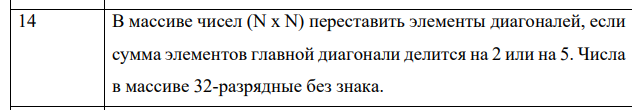 14
В массиве чисел (N x N) переставить элементы диагоналей, если
сумма элементов главной диагонали делится на 2 или на 5. Числа
в массиве 32-разрядные без знака.